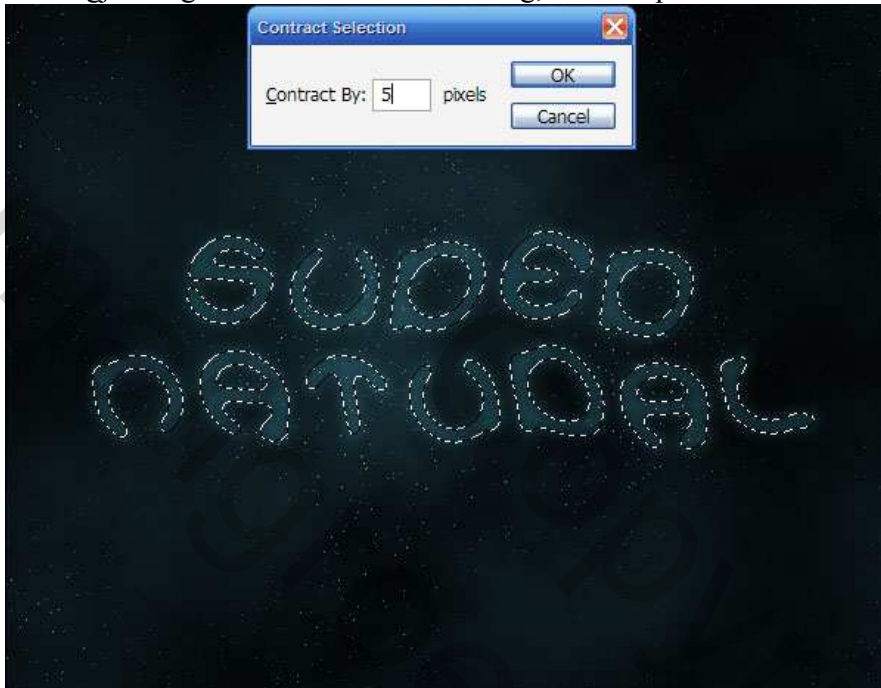 Contract Selection
Contract By: 5 pixels
OK
Cancel
SUPER
NATURAL